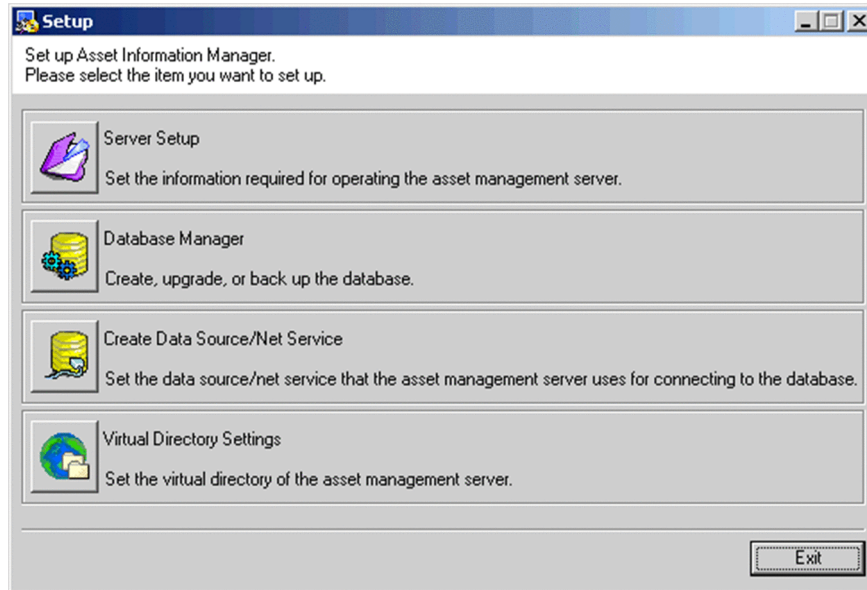 Setup
Set up Asset Information Manager.
Please select the item you want to set up.
Server Setup
Set the information required for operating the asset management server.
Database Manager
Create, upgrade, or back up the database.
Create Data Source/Net Service
Set the data source/net service that the asset management server uses for connecting to the database.
Virtual Directory Settings
Set the virtual directory of the asset management server.
Exit